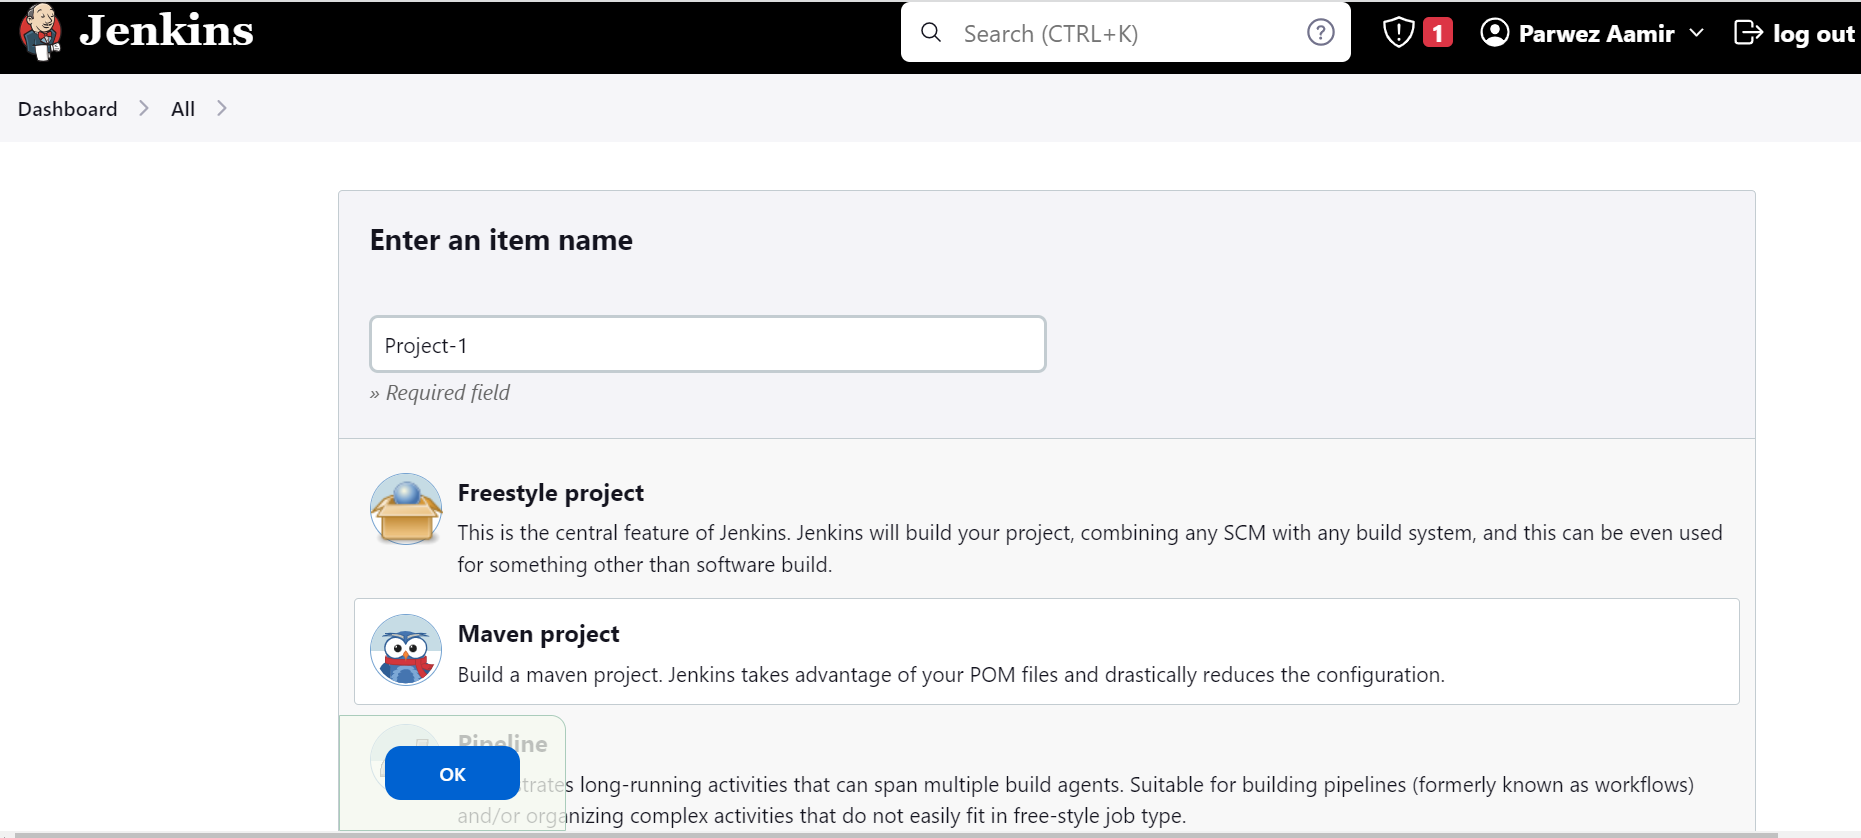 Jenkins
Search (CTRL+K)
1
Parwez Aamir
log out
Dashboard
All
Enter an item name
Project-1
» Required field
Freestyle project
This is the central feature of Jenkins. Jenkins will build your project, combining any SCM with any build system, and this can be even used
for something other than software build.
Maven project
Build a maven project. Jenkins takes advantage of your POM files and drastically reduces the configuration.
Pipeline
OK
trates long-running activities that can span multiple build agents. Suitable for building pipelines (formerly known as workflows)
and/or organizing complex activities that do not easily fit in free-style job type.